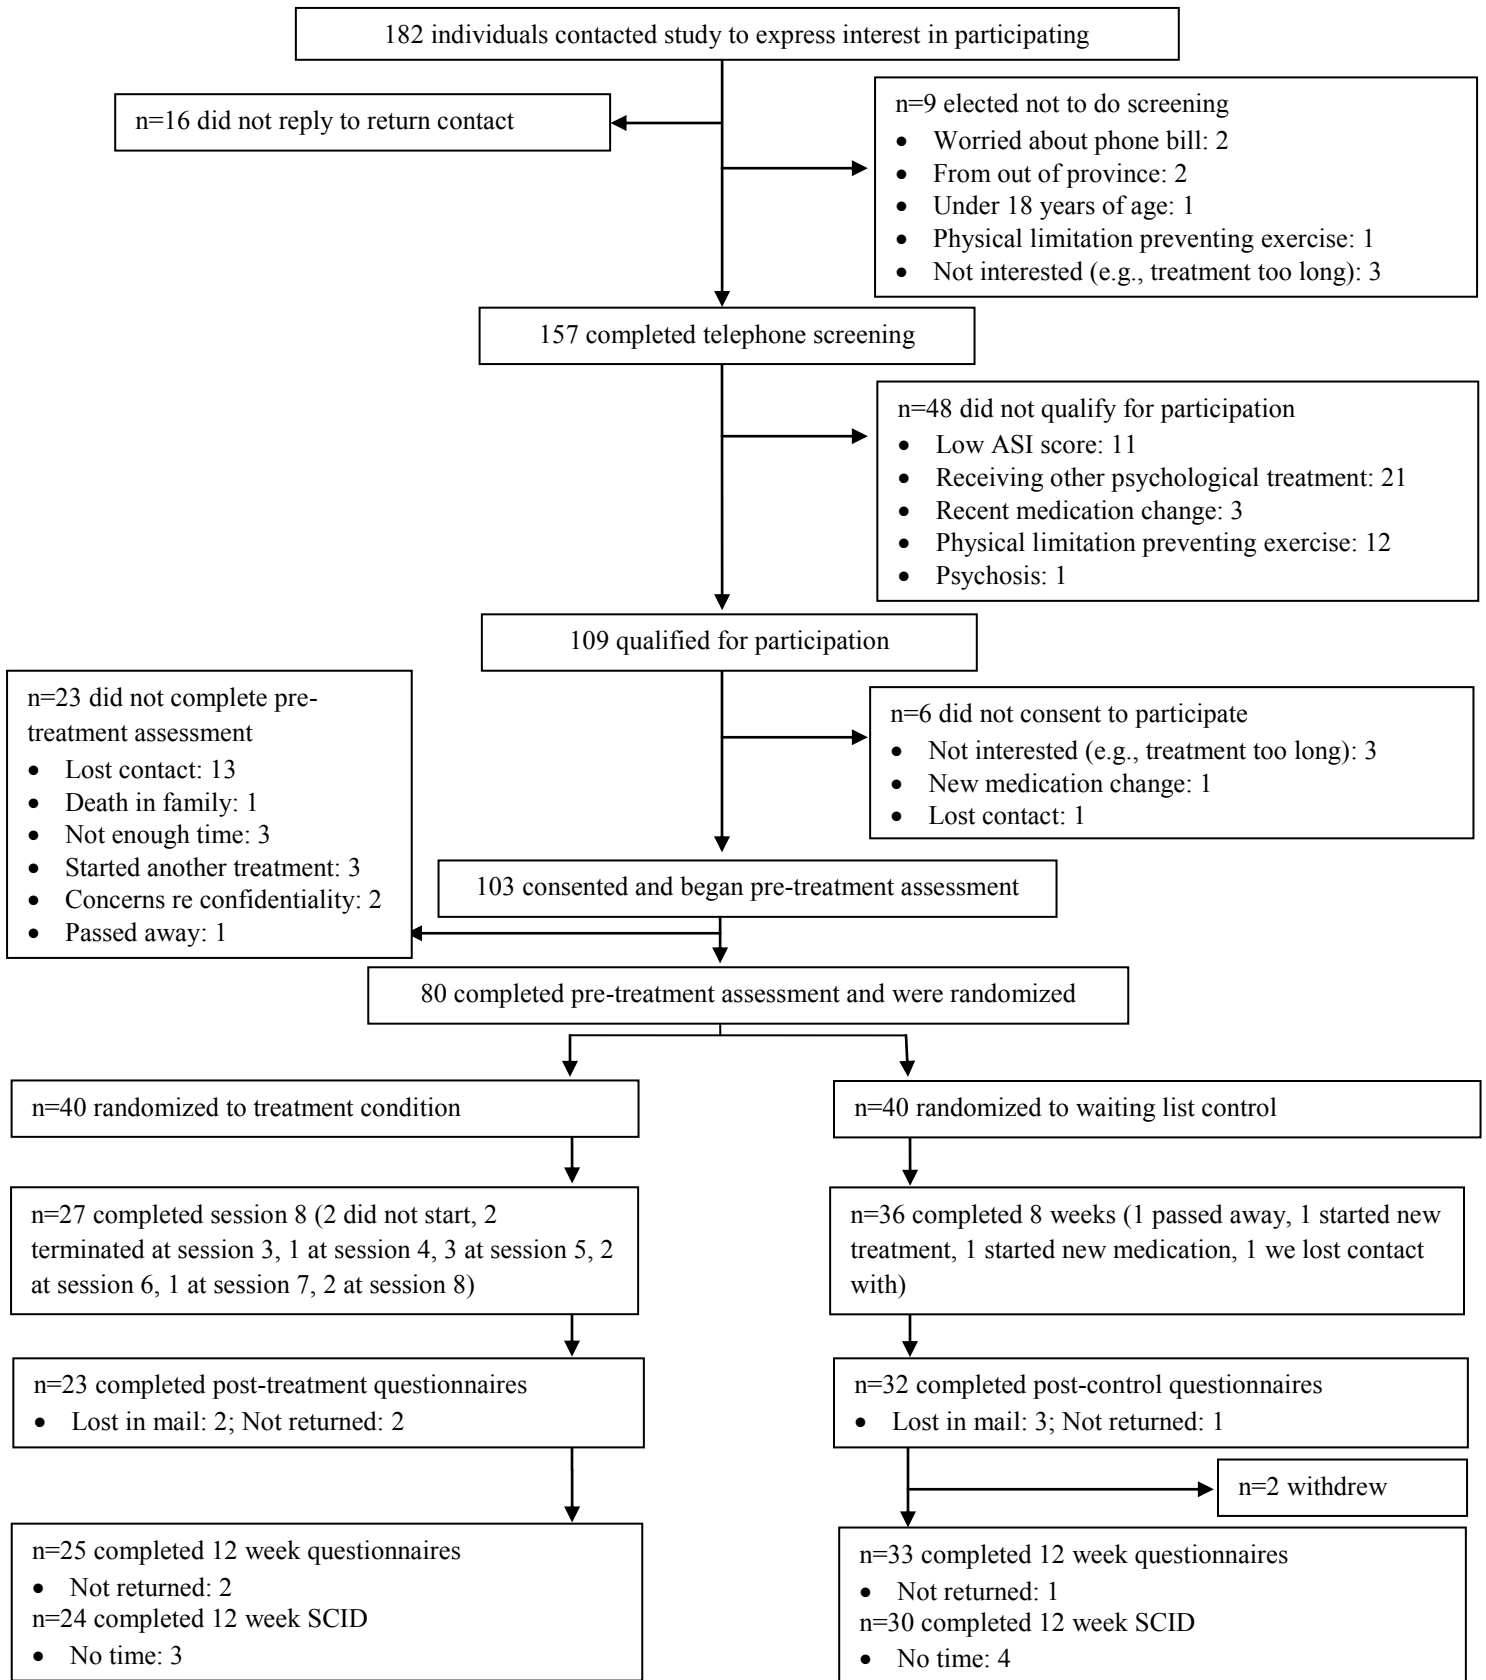 182 individuals contacted study to express interest in participating
n=16 did not reply to return contact
n=9 elected not to do screening
• Worried about phone bill: 2
• From out of province: 2
• Under 18 years of age: 1
• Physical limitation preventing exercise: 1
• Not interested (e.g., treatment too long): 3
157 completed telephone screening
n=48 did not qualify for participation
• Low ASI score: 11
• Receiving other psychological treatment: 21
• Recent medication change: 3
• Physical limitation preventing exercise: 12
• Psychosis: 1
109 qualified for participation
n=23 did not complete pre-
treatment assessment
• Lost contact: 13
• Death in family: 1
• Not enough time: 3
• Started another treatment: 3
• Concerns re confidentiality: 2
• Passed away: 1
n=6 did not consent to participate
• Not interested (e.g., treatment too long): 3
• New medication change: 1
• Lost contact: 1
103 consented and began pre-treatment assessment
80 completed pre-treatment assessment and were randomized
n=40 randomized to treatment condition
n=40 randomized to waiting list control
n=27 completed session 8 (2 did not start, 2
terminated at session 3, 1 at session 4, 3 at session 5, 2
at session 6, 1 at session 7, 2 at session 8)
n=36 completed 8 weeks (1 passed away, 1 started new
treatment, 1 started new medication, 1 we lost contact
with)
n=23 completed post-treatment questionnaires
• Lost in mail: 2; Not returned: 2
n=32 completed post-control questionnaires
• Lost in mail: 3; Not returned: 1
n=2 withdrew
n=25 completed 12 week questionnaires
• Not returned: 2
n=24 completed 12 week SCID
• No time: 3
n=33 completed 12 week questionnaires
• Not returned: 1
n=30 completed 12 week SCID
• No time: 4